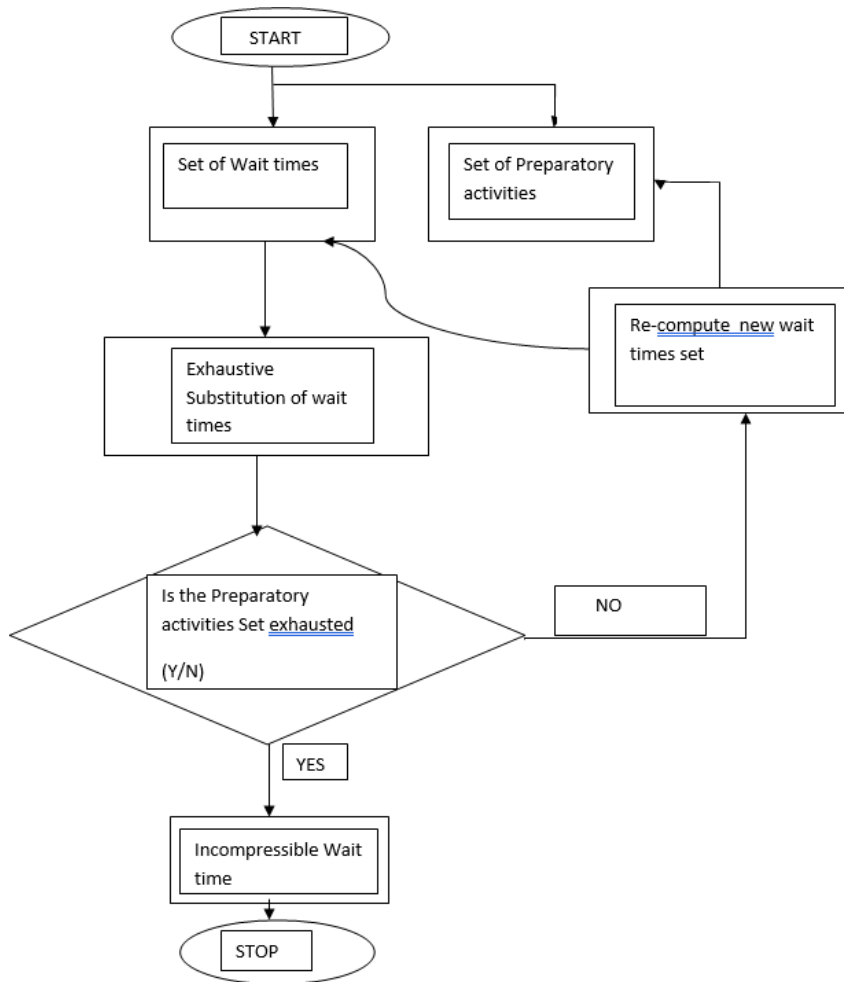 START
Set of Wait times
Set of Preparatory
activities
Re-compute new wait
times set
Exhaustive
Substitution of wait
times
Is the Preparatory
activities Set exhausted
(Y/N)
NO
YES
Incompressible Wait
time
STOP